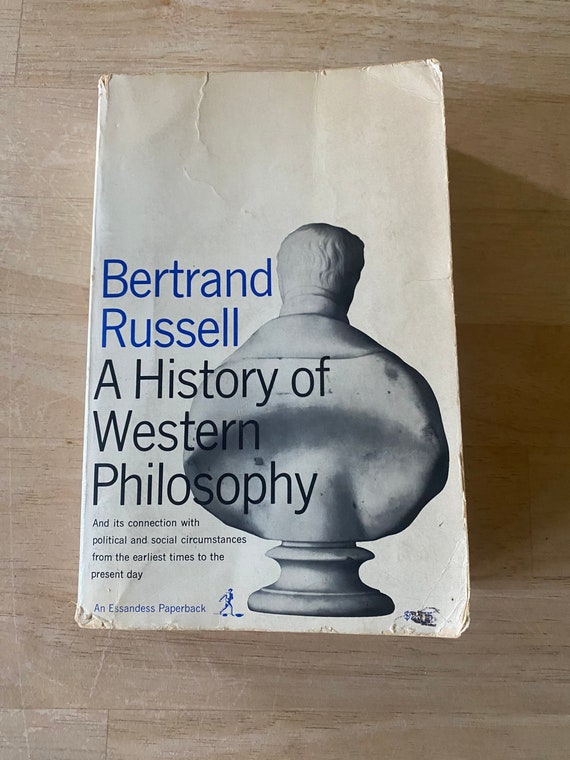 Bertrand
Russell
A History of
Western
Philosophy
And its connection with
political and social circumstances
from the earliest times to the
present day
An Essandess Paperback